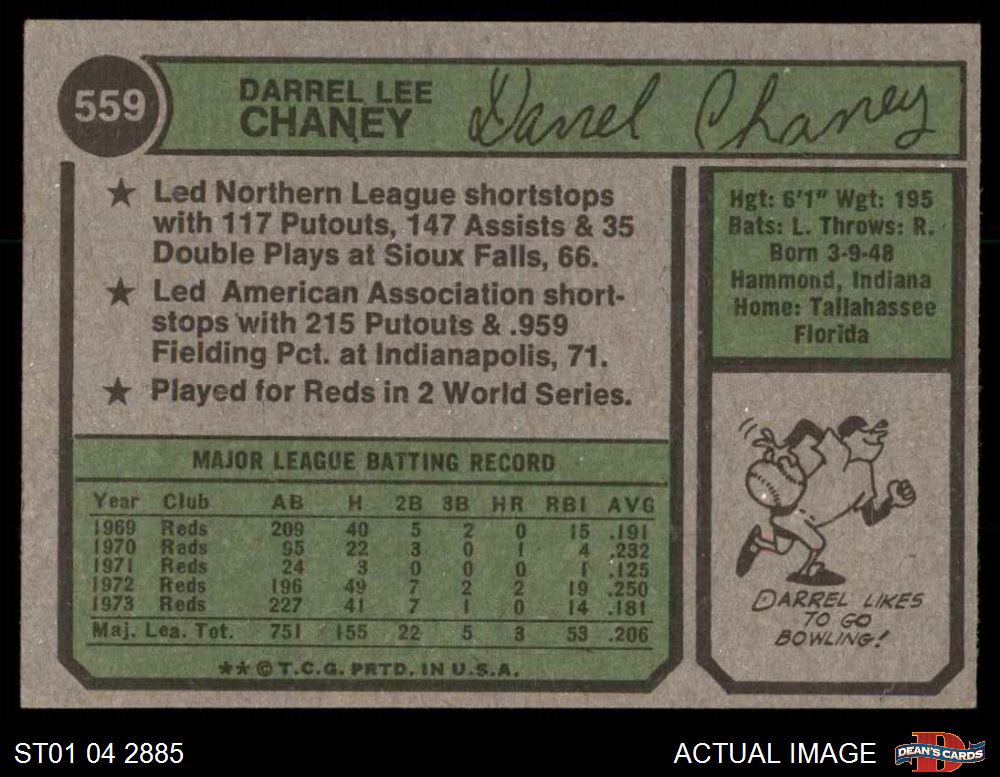 559
DARREL LEE
CHANEY
Darrel Chaney
★ Led Northern League shortstops
with 117 Putouts, 147 Assists & 35
Double Plays at Sioux Falls, 66.
★ Led American Association short-
stops with 215 Putouts & .959
Fielding Pct. at Indianapolis, 71.
★ Played for Reds in 2 World Series.
Hgt: 6'1" Wgt: 195
Bats: L. Throws: R.
Born 3-9-48
Hammond, Indiana
Home: Tallahassee
Florida
MAJOR LEAGUE BATTING RECORD
Year Club AB H 2B 3B HR RBI AVG
1969 Reds 209 40 5 2 0 15 .191
1970 Reds 95 22 3 0 1 4 .232
1971 Reds 24 3 0 0 0 1 .125
1972 Reds 196 49 7 2 2 19 .250
1973 Reds 227 41 7 1 0 14 .181
Maj. Lea. Tot. 751 155 22 5 3 53 .206
**©T.C.G. PRTD. IN U.S.A.
DARREL LIKES
TO GO
BOWLING!
ST01 04 2885
ACTUAL IMAGE
D
DEAN'S CARDS